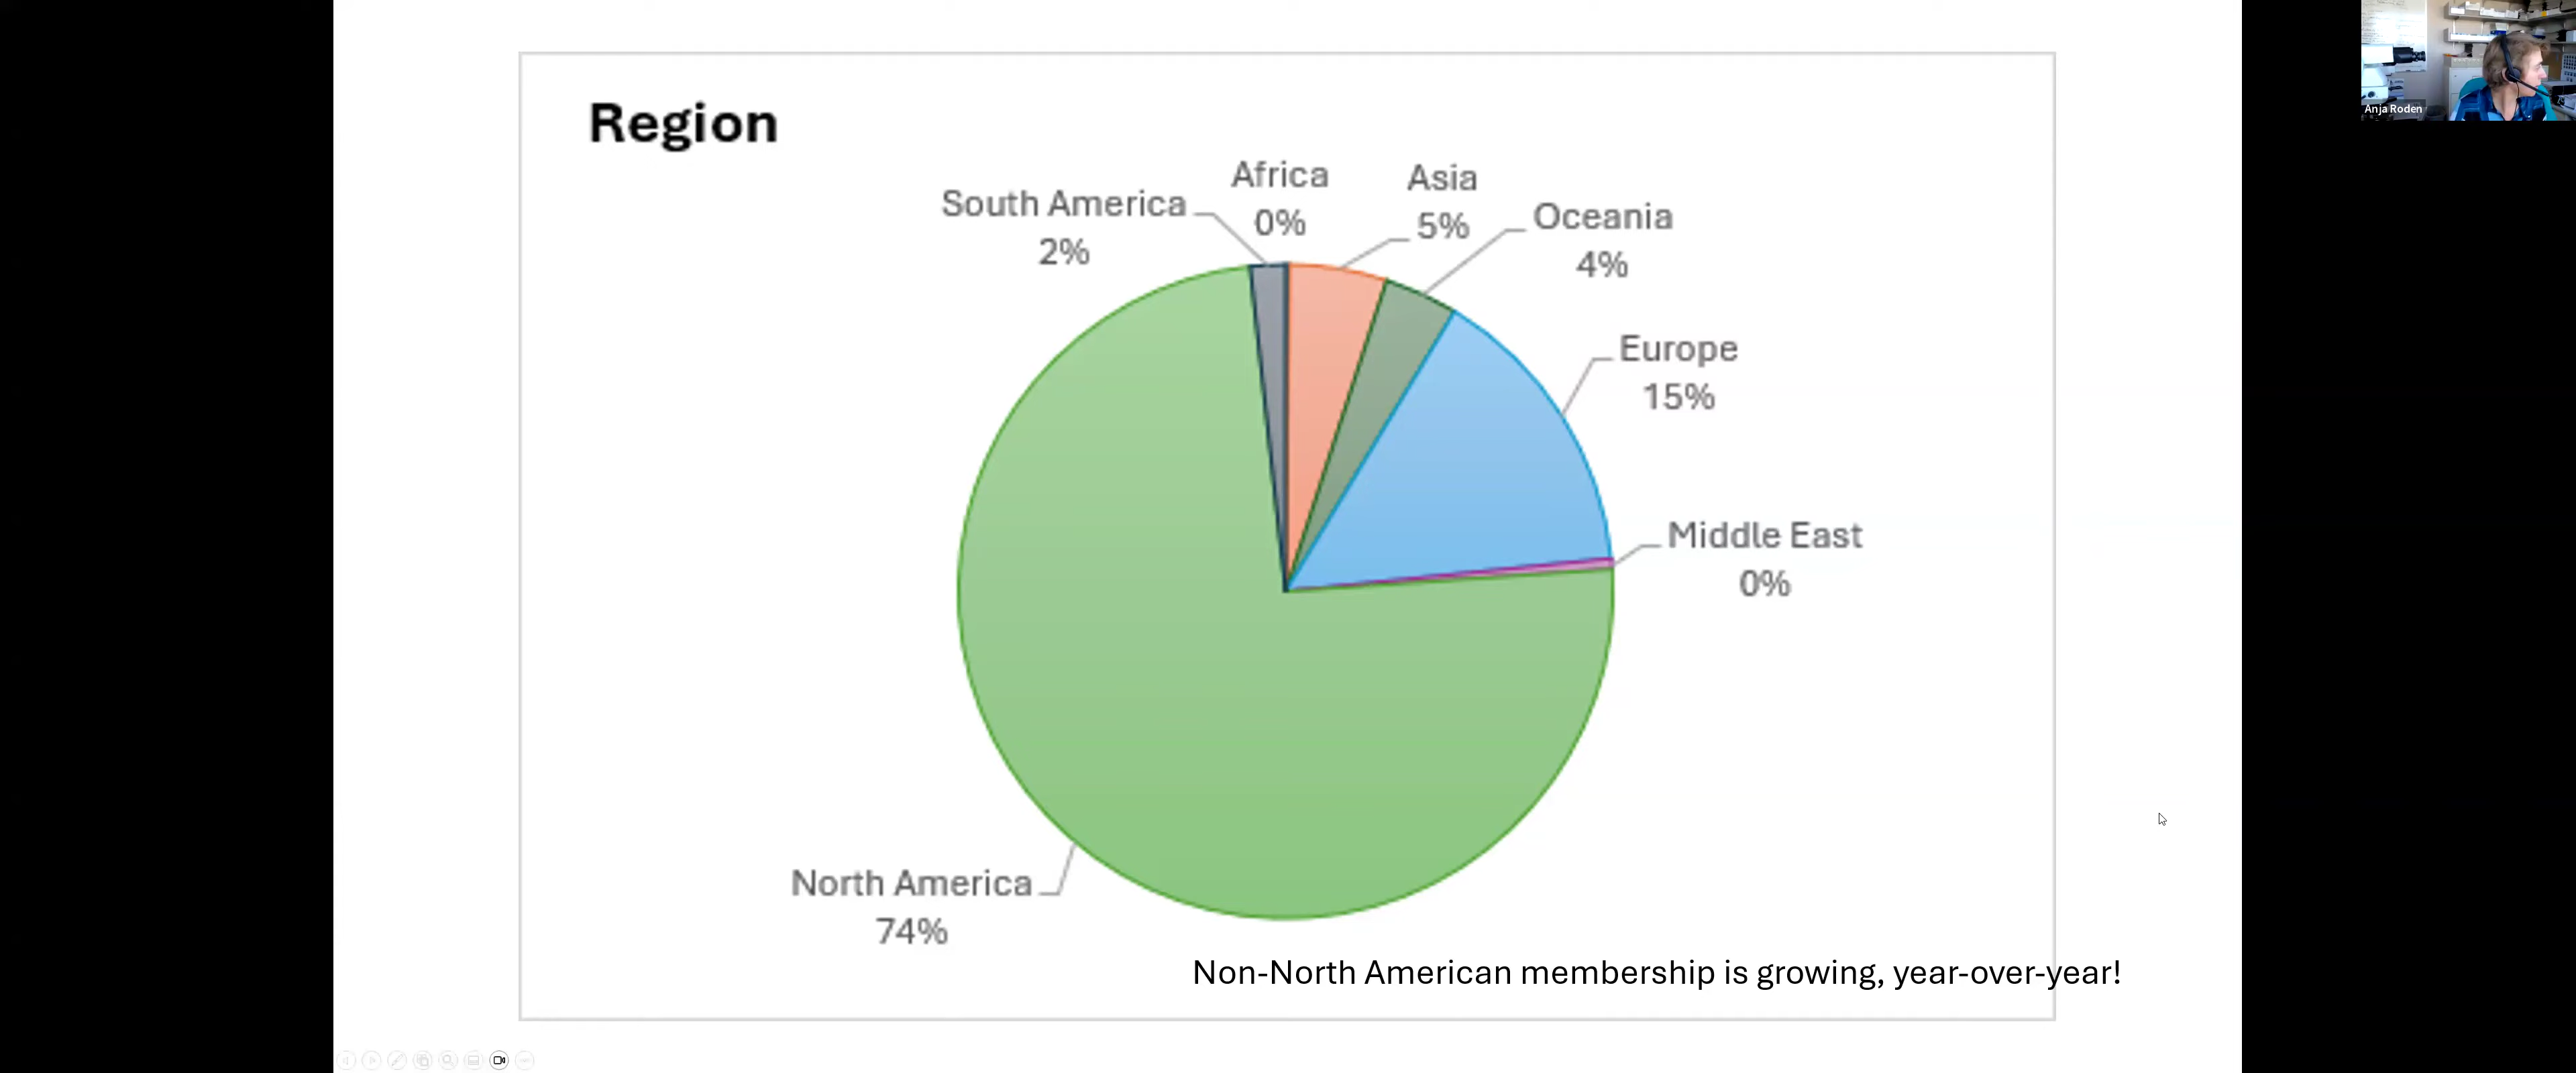 Region
South America
2%
Africa
0%
Asia
5%
Oceania
4%
Europe
15%
Middle East
0%
North America
74%
Non-North American membership is growing, year-over-year!
Anja Roden